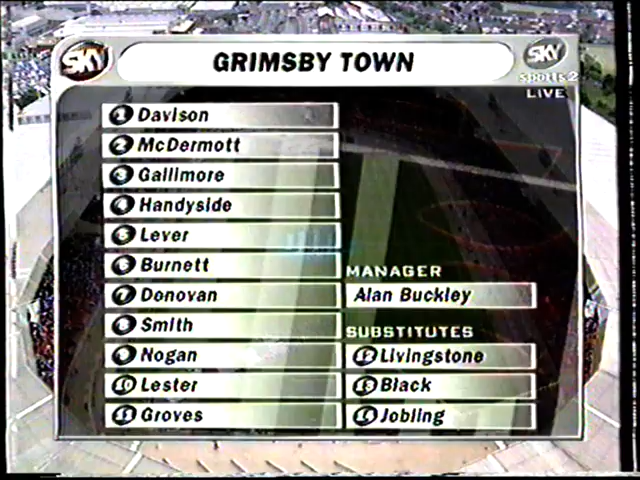 SKY
GRIMSBY TOWN
SKY
sports 2
LIVE
1 Davison
2 McDermott
3 Gallimore
4 Handyside
5 Lever
6 Burnett
7 Donovan
8 Smith
9 Nogan
10 Lester
11 Groves
MANAGER
Alan Buckley
SUBSTITUTES
12 Livingstone
13 Black
14 Jobling